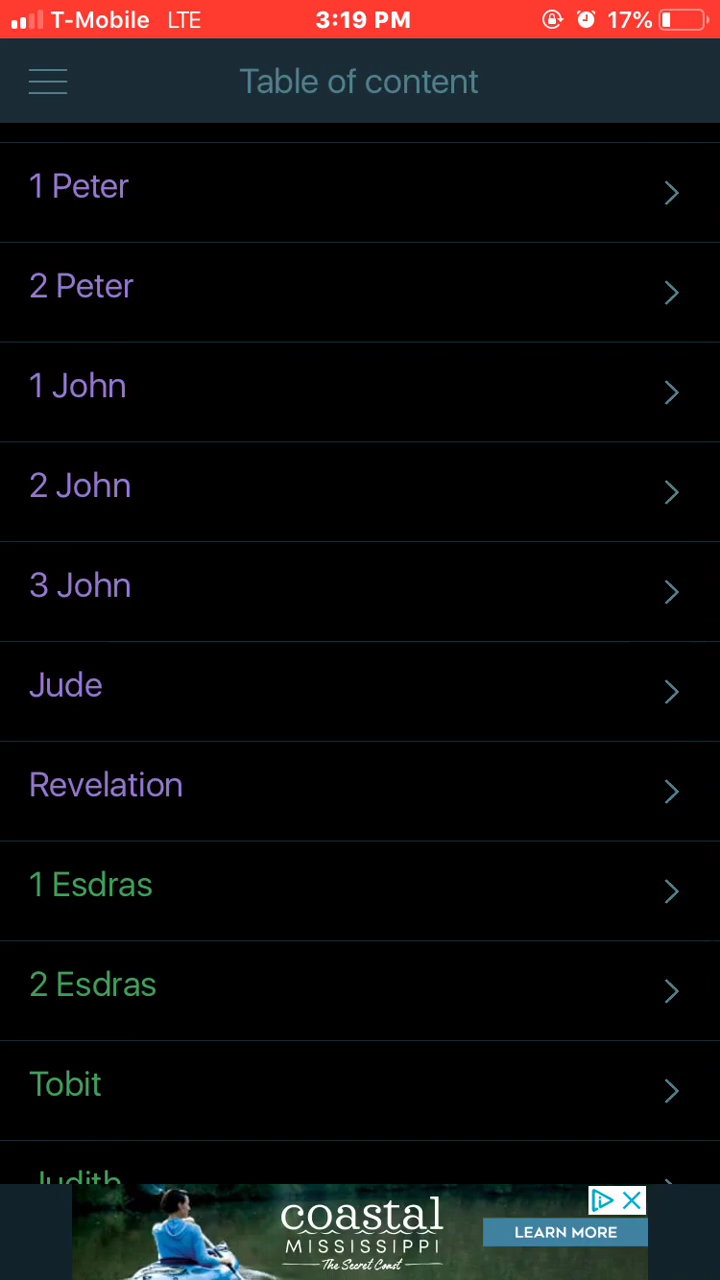 T-Mobile LTE 3:19 PM 17%
Table of content
1 Peter
2 Peter
1 John
2 John
3 John
Jude
Revelation
1 Esdras
2 Esdras
Tobit
Judith
coastal
MISSISSIPPI
The Secret Coast
LEARN MORE